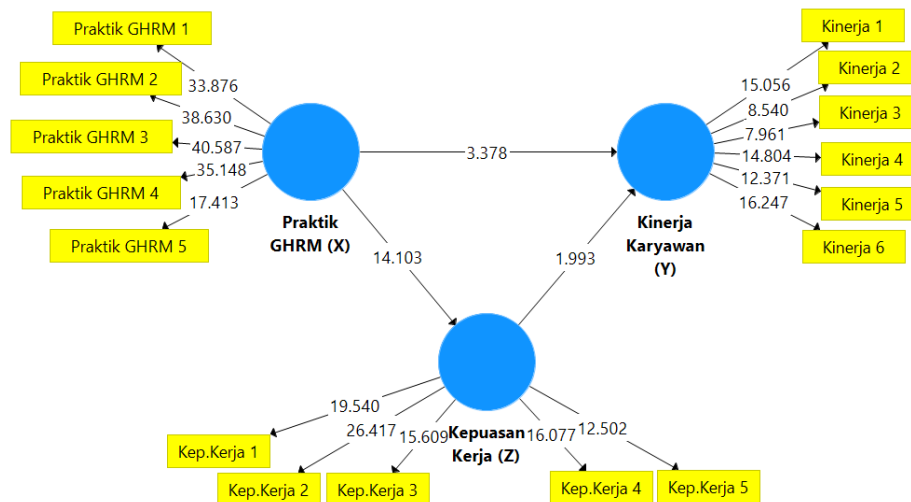 Praktik GHRM 1
Praktik GHRM 2
Praktik GHRM 3
Praktik GHRM 4
Praktik GHRM 5
33.876
38.630
40.587
35.148
17.413
Praktik
GHRM (X)
3.378
14.103
1.993
Kinerja
Karyawan
(Y)
15.056
8.540
7.961
14.804
12.371
16.247
Kinerja 1
Kinerja 2
Kinerja 3
Kinerja 4
Kinerja 5
Kinerja 6
Kepuasan
Kerja (Z)
19.540
26.417
15.609
16.077
12.502
Kep.Kerja 1
Kep.Kerja 2
Kep.Kerja 3
Kep.Kerja 4
Kep.Kerja 5